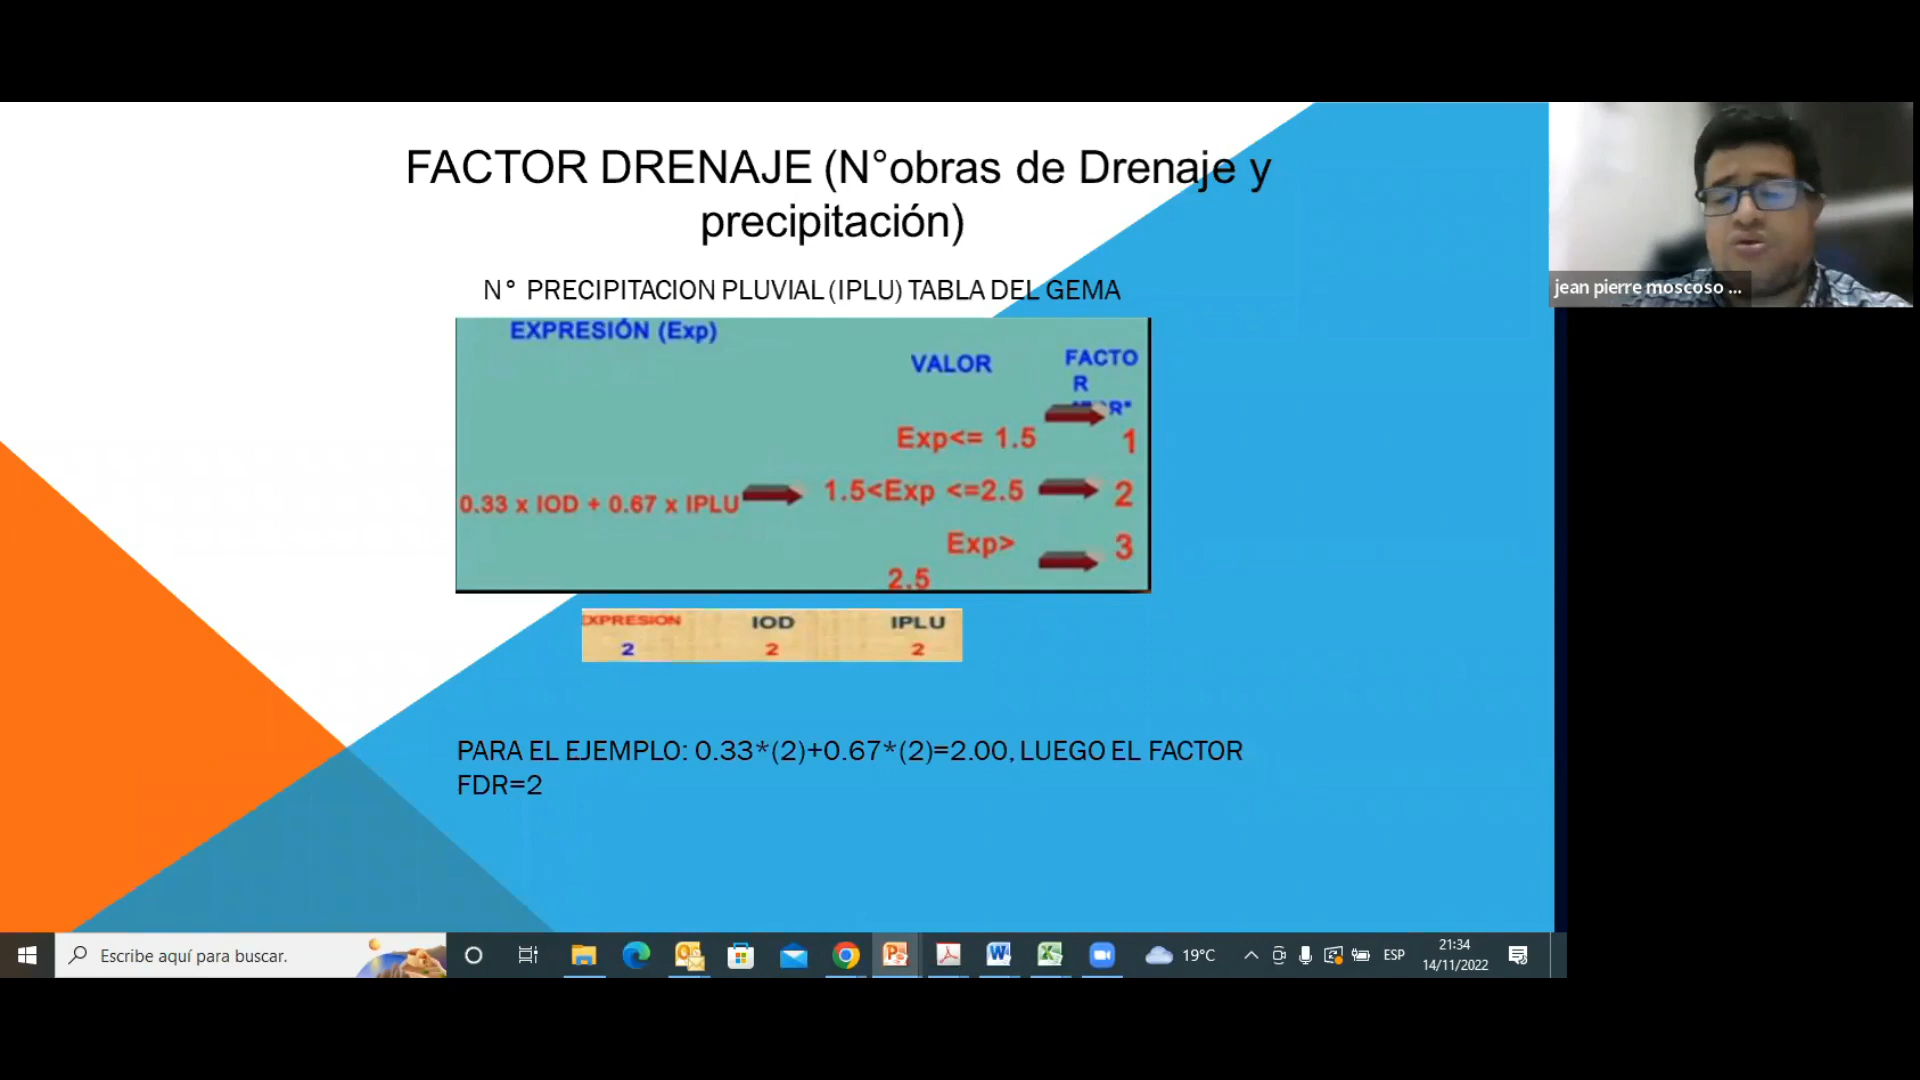 FACTOR DRENAJE (N°obras de Drenaje y
precipitación)
N° PRECIPITACION PLUVIAL (IPLU) TABLA DEL GEMA
EXPRESIÓN (Exp)
VALOR
FACTO
R
Exp<= 1.5
1
0.33 x IOD + 0.67 x IPLU
1.5<Exp <=2.5
2
Exp>
3
2.5
EXPRESION IOD IPLU
2 2 2
PARA EL EJEMPLO: 0.33*(2)+0.67*(2)=2.00, LUEGO EL FACTOR
FDR=2
jean pierre moscoso ...
Escribe aquí para buscar.
19°C
ESP
21:34
14/11/2022